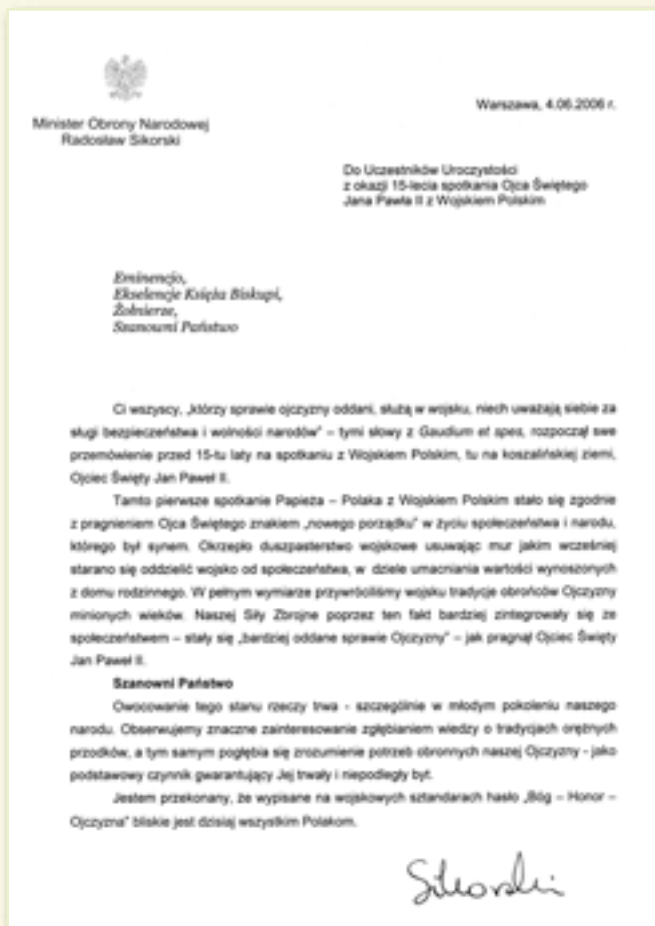 Warszawa, 4.06.2006 r.
Minister Obrony Narodowej
Radosław Sikorski
Do Uczestników Uroczystości
z okazji 15-lecia spotkania Ojca Świętego
Jana Pawła II z Wojskiem Polskim
Eminencjo,
Ekselencje Księża Biskupi,
Żołnierze,
Szanowni Państwo
Ci wszyscy, „którzy sprawie ojczyzny oddani, służą w wojsku, niech uważają siebie za
sługi bezpieczeństwa i wolności narodów” – tymi słowy z Gaudium et spes, rozpoczął swe
przemówienie przed 15-tu laty na spotkaniu z Wojskiem Polskim, tu na koszalińskiej ziemi,
Ojciec Święty Jan Paweł II.
Tamto pierwsze spotkanie Papieża – Polaka z Wojskiem Polskim stało się zgodnie
z pragnieniem Ojca Świętego znakiem „nowego porządku” w życiu społeczeństwa i narodu,
którego był synem. Okrzepło duszpasterstwo wojskowe usuwając mur jakim wcześniej
starano się oddzielić wojsko od społeczeństwa, w dziele umacniania wartości wynoszonych
z domu rodzinnego. W pełnym wymiarze przywróciliśmy wojsku tradycje obrońców Ojczyzny
minionych wieków. Naszej Siły Zbrojne poprzez ten fakt bardziej zintegrowały się ze
społeczeństwem – stały się „bardziej oddane sprawie Ojczyzny” – jak pragnął Ojciec Święty
Jan Paweł II.
Szanowni Państwo
Owocowanie tego stanu rzeczy trwa - szczególnie w młodym pokoleniu naszego
narodu. Obserwujemy znaczne zainteresowanie zgłębianiem wiedzy o tradycjach orężnych
przodków, a tym samym pogłębia się zrozumienie potrzeb obronnych naszej Ojczyzny - jako
podstawowy czynnik gwarantujący Jej trwały i niepodległy byt.
Jestem przekonany, że wypisane na wojskowych sztandarach hasło „Bóg – Honor –
Ojczyzna” bliskie jest dzisiaj wszystkim Polakom.
Sikorski